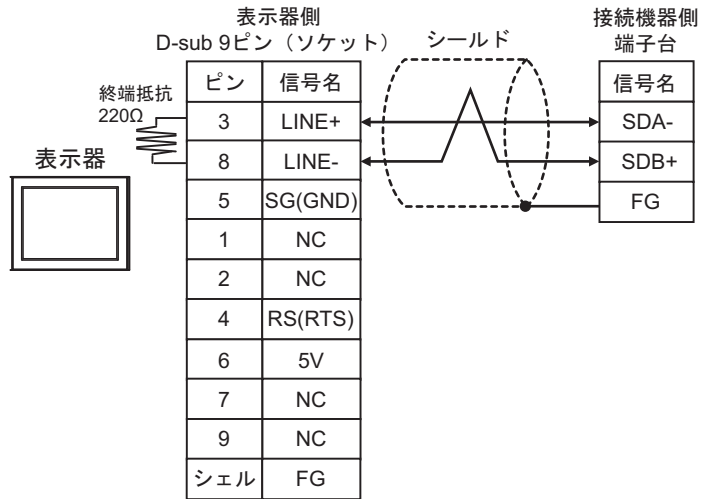 表示器側
D-sub 9ピン（ソケット）
シールド
接続機器側
端子台
終端抵抗
220Ω
表示器
ピン 信号名
3 LINE+
8 LINE-
5 SG(GND)
1 NC
2 NC
4 RS(RTS)
6 5V
7 NC
9 NC
シェル FG
信号名
SDA-
SDB+
FG